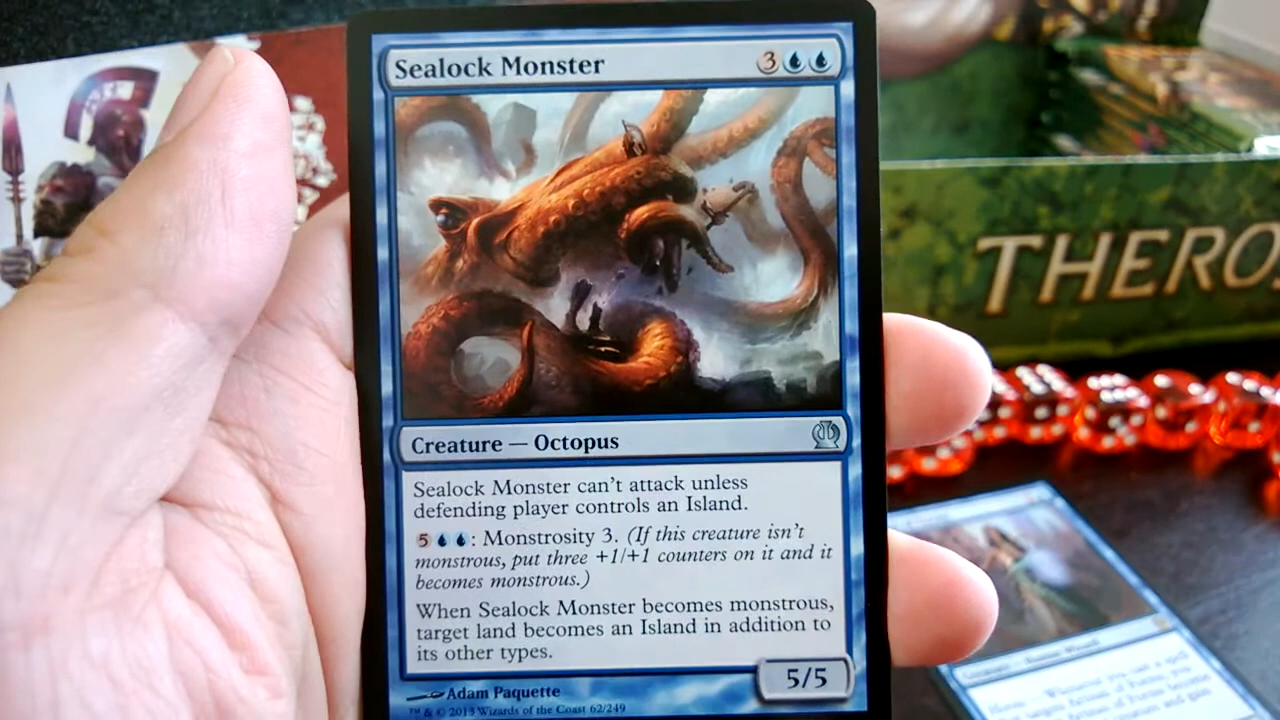 Sealock Monster 3
THERO
Creature — Octopus
Sealock Monster can't attack unless
defending player controls an Island.
5 : Monstrosity 3. (If this creature isn't
monstrous, put three +1/+1 counters on it and it
becomes monstrous.)
When Sealock Monster becomes monstrous,
target land becomes an Island in addition to
its other types.
5/5
Adam Paquette
™ & © 2013 Wizards of the Coast 62/249